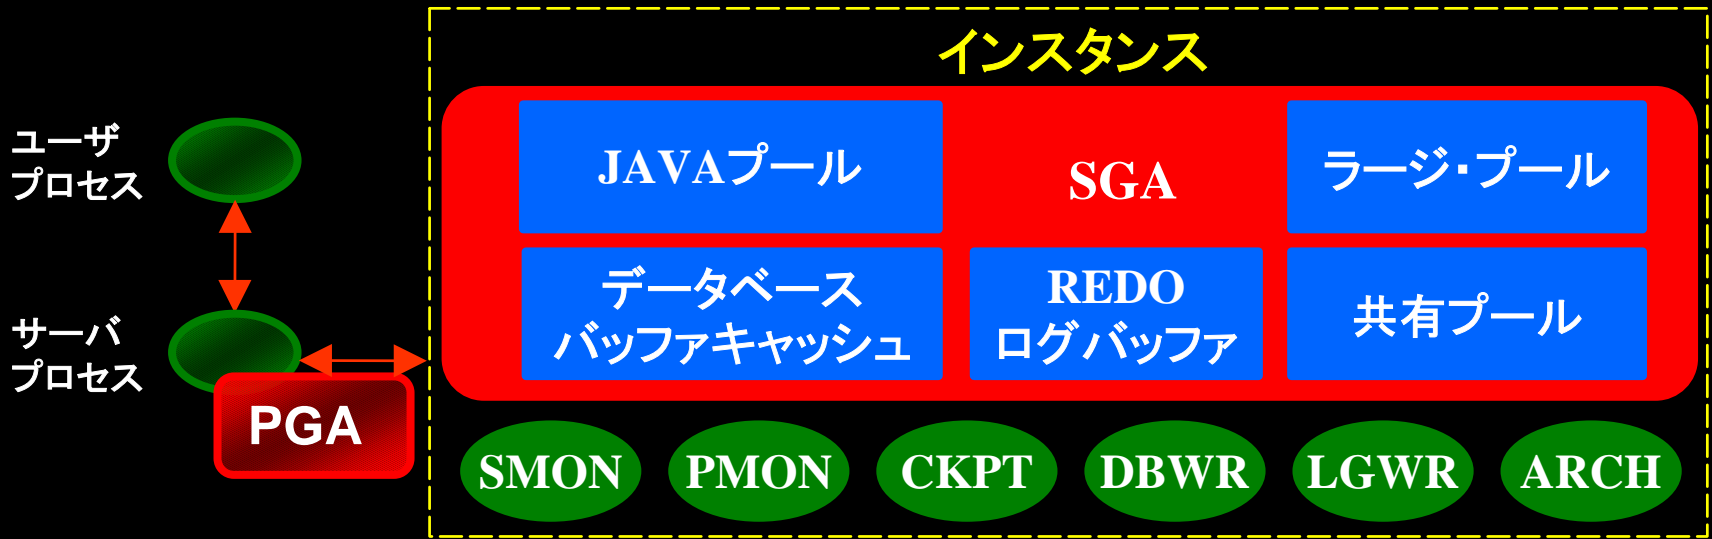 インスタンス
ユーザ
プロセス
サーバ
プロセス
PGA
JAVAプール
SGA
ラージ・プール
データベース
バッファキャッシュ
REDO
ログバッファ
共有プール
SMON
PMON
CKPT
DBWR
LGWR
ARCH